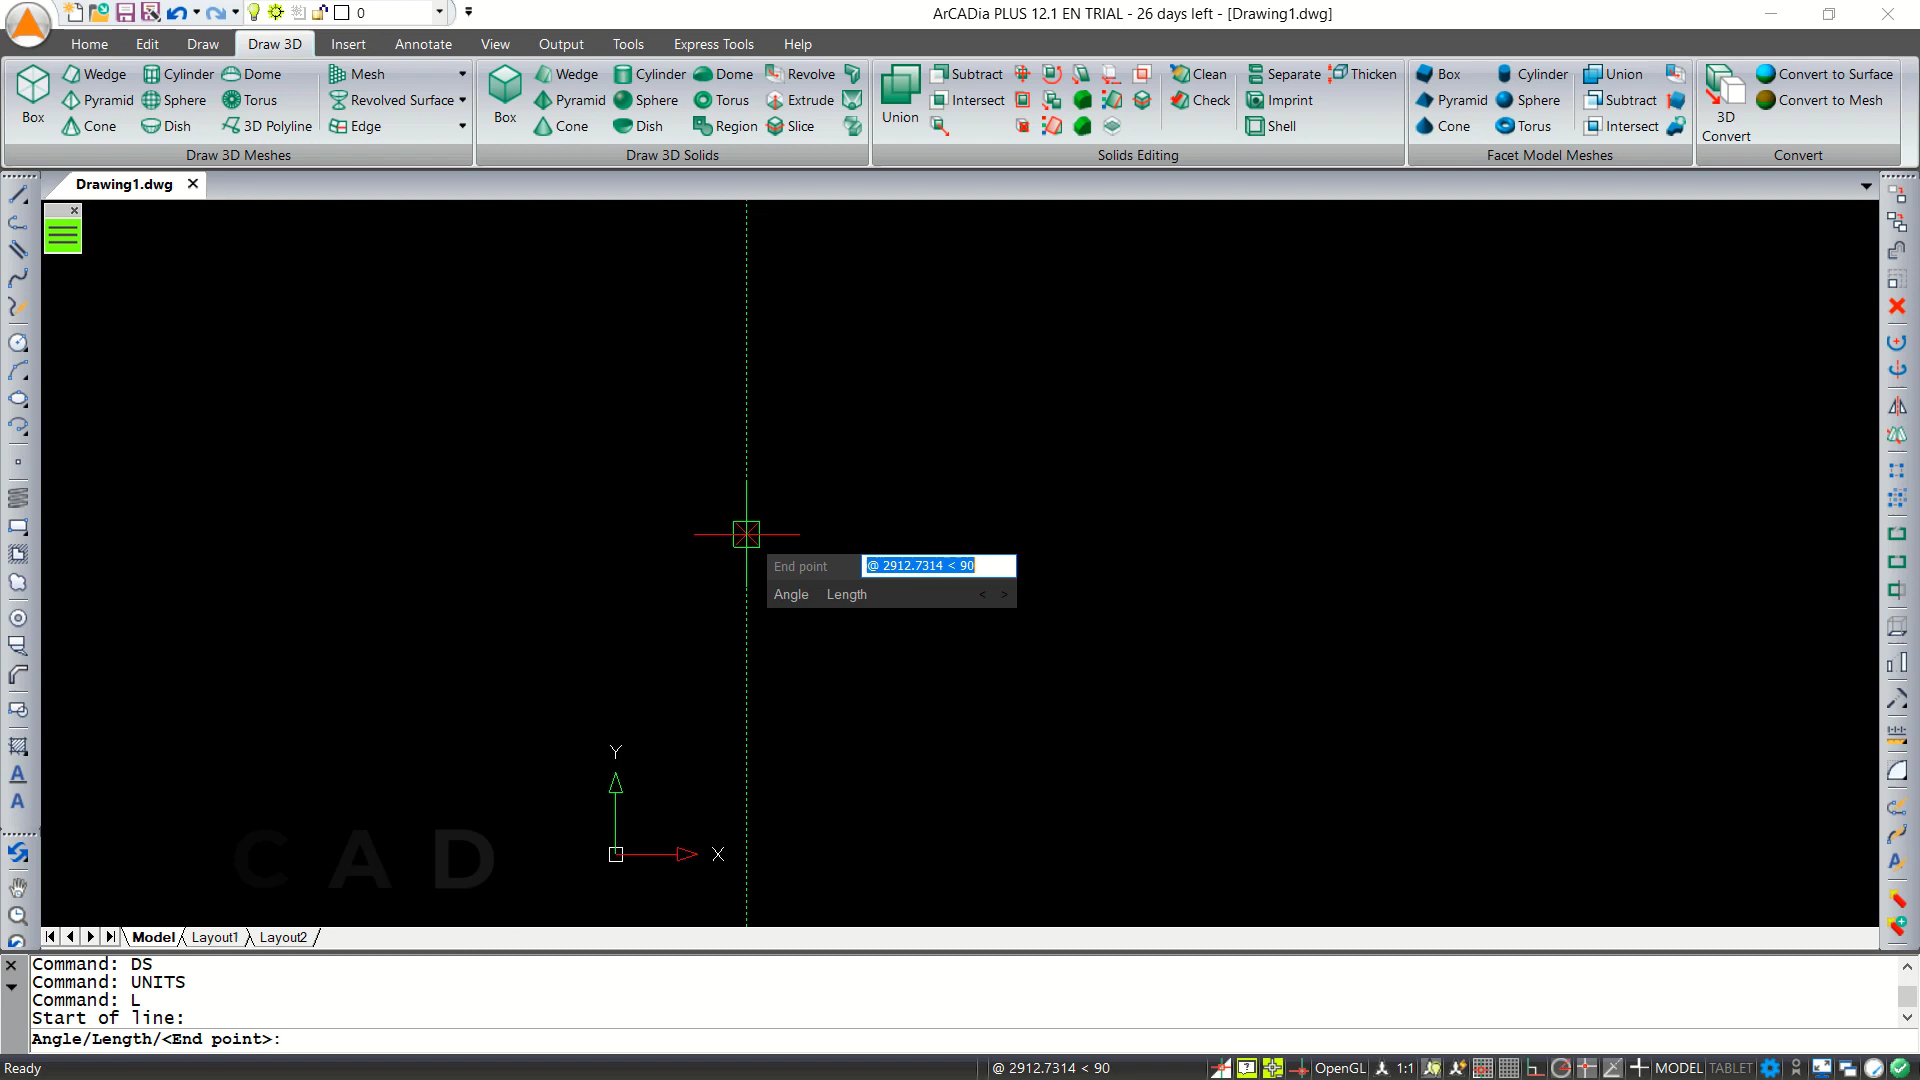 0
ArCADia PLUS 12.1 EN TRIAL - 26 days left - [Drawing1.dwg]
Home Edit Draw Draw 3D Insert Annotate View Output Tools Express Tools Help
Box
Wedge Cylinder Dome
Pyramid Sphere Torus
Cone Dish 3D Polyline
Mesh
Revolved Surface
Edge
Draw 3D Meshes
Box
Wedge Cylinder Dome Revolve
Pyramid Sphere Torus Extrude
Cone Dish Region Slice
Draw 3D Solids
Union
Subtract
Intersect
Clean
Check
Separate Thicken
Imprint
Shell
Solids Editing
Box Cylinder Union
Pyramid Sphere Subtract
Cone Torus Intersect
Facet Model Meshes
3D
Convert
Convert to Surface
Convert to Mesh
Convert
Drawing1.dwg
End point @ 2912.7314 < 90
Angle Length < >
Y
X
CAD
Model Layout1 Layout2
Command: DS
Command: UNITS
Command: L
Start of line:
Angle/Length/<End point>:
Ready
@ 2912.7314 < 90
OpenGL 1:1 MODEL TABLET